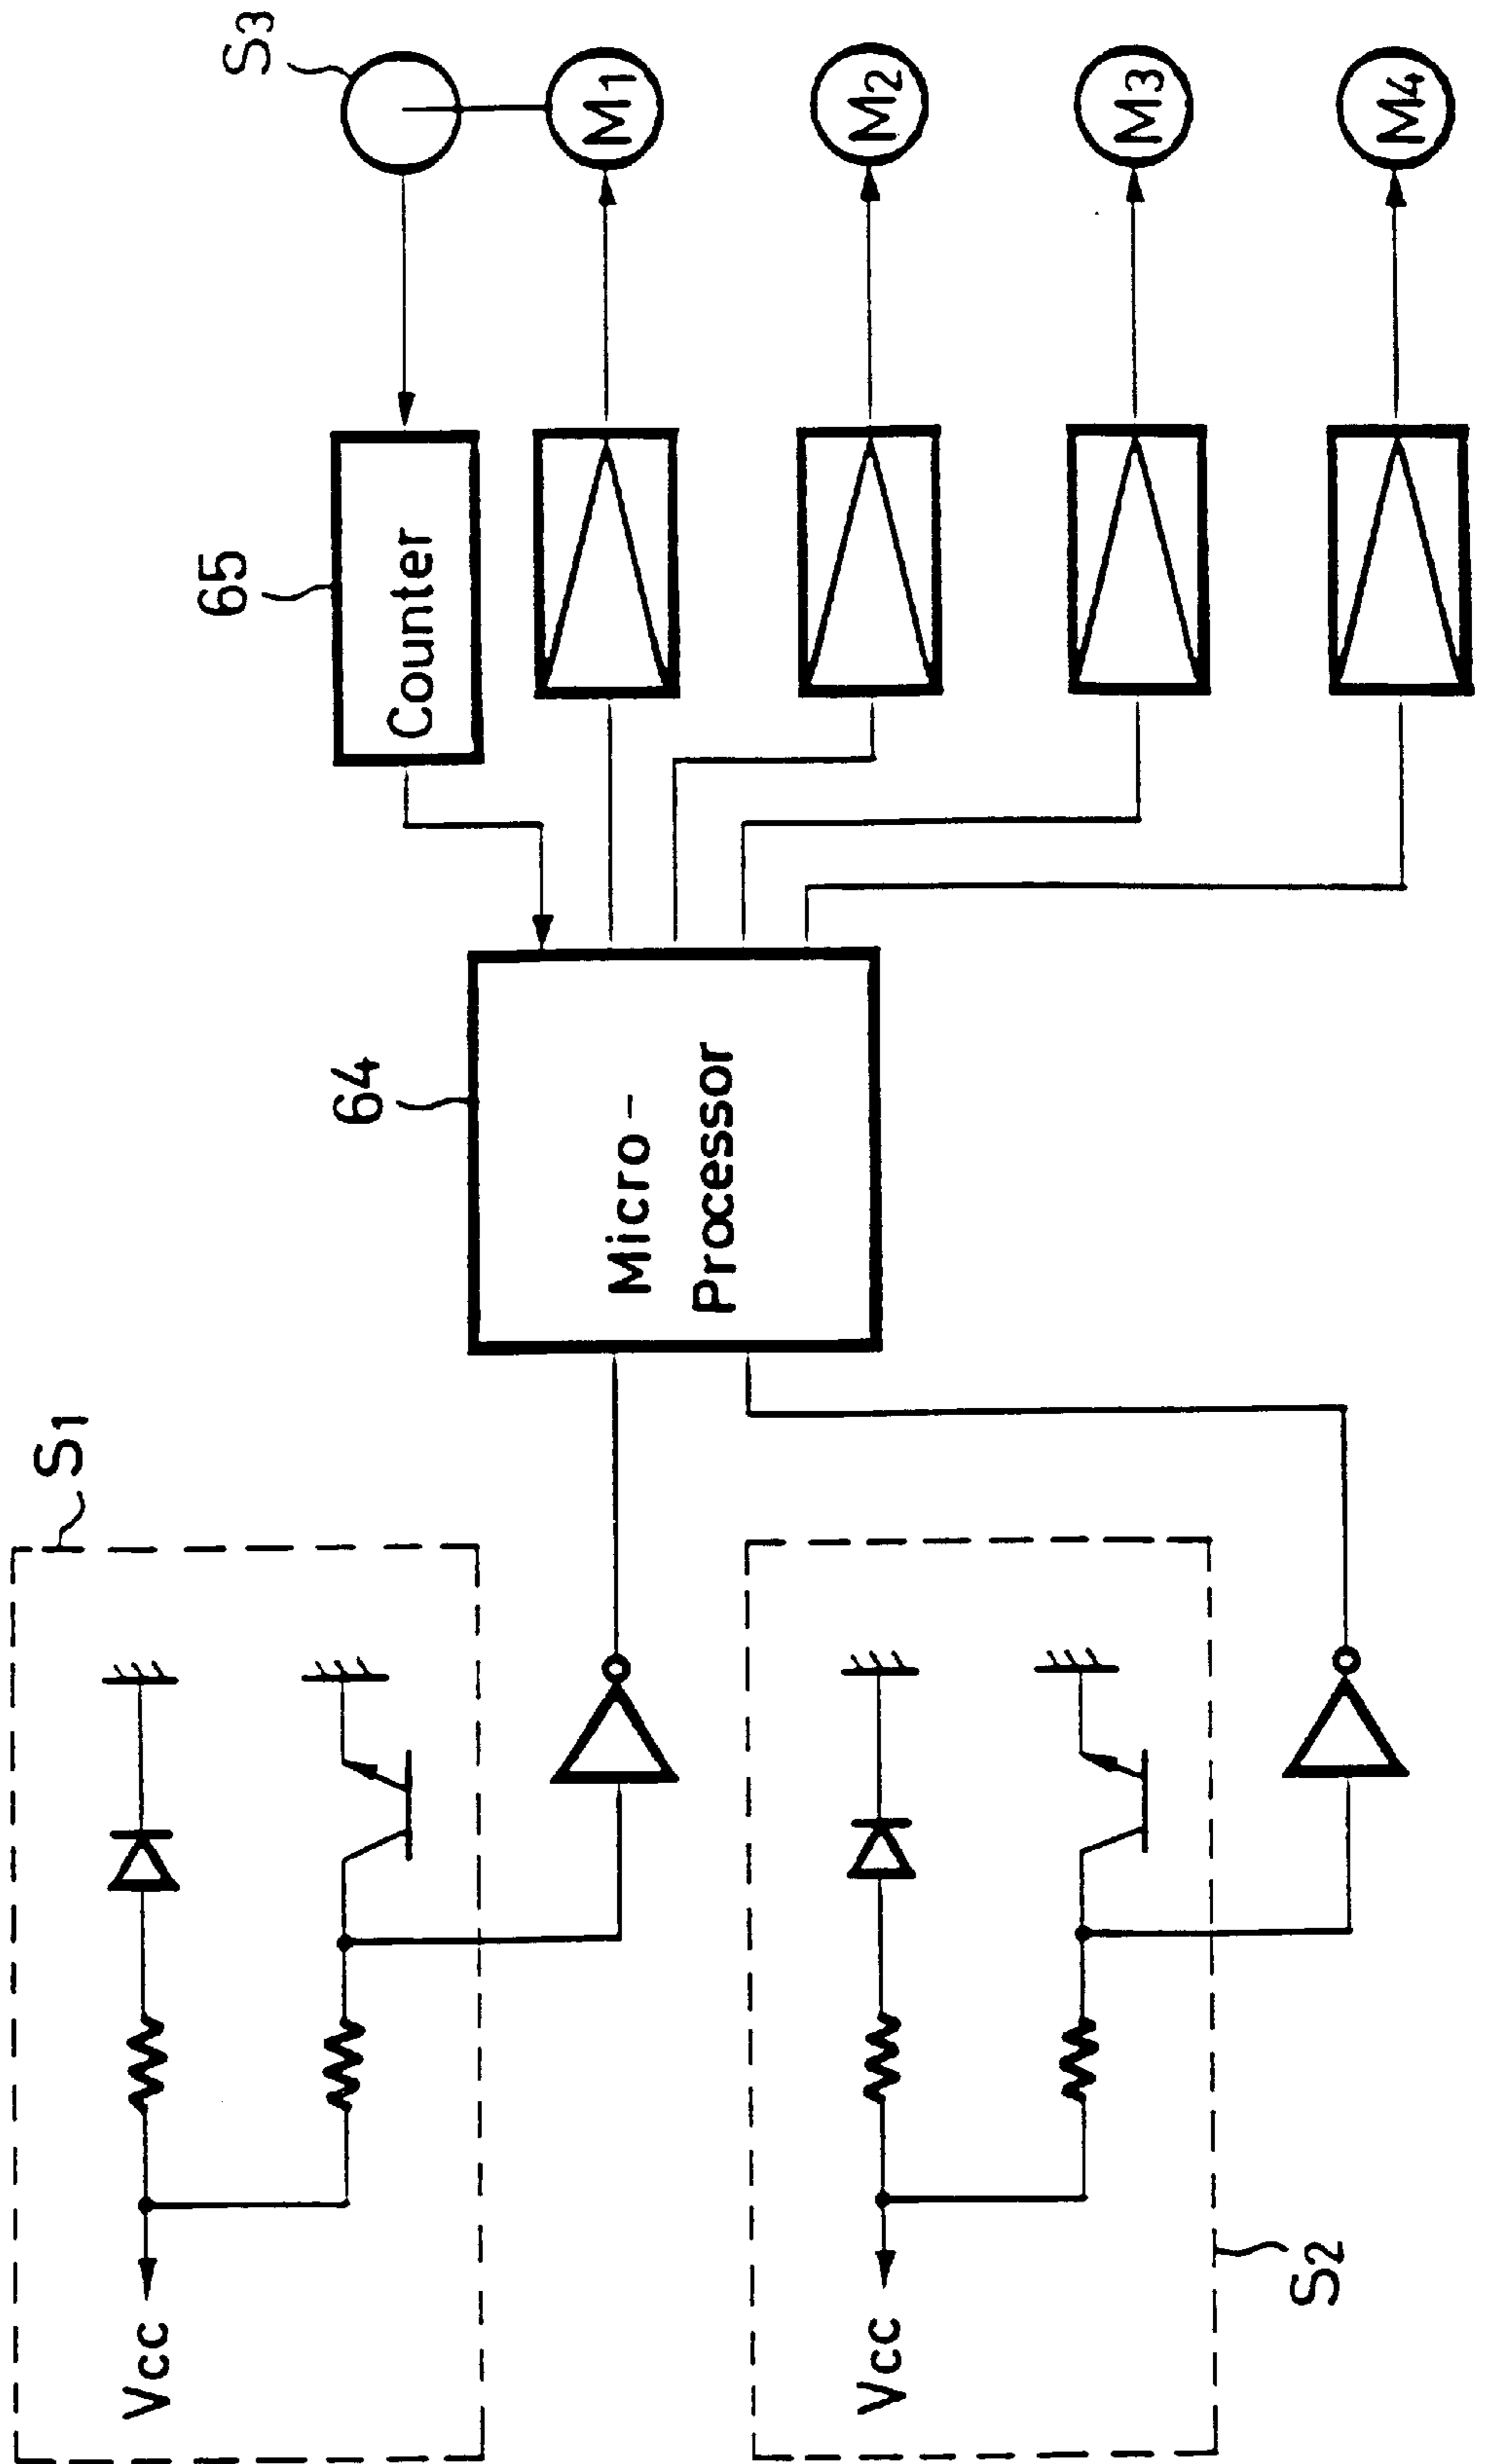 S1
Vcc
Vcc
S2
64
Micro-
Processor
65
Counter
S3
M1
M2
M3
M4